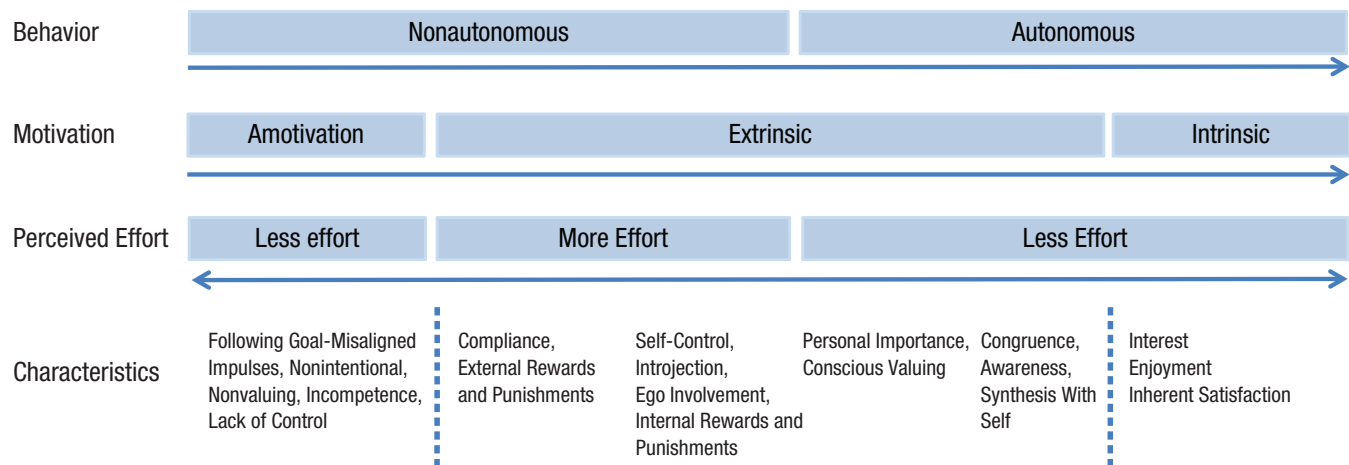 Behavior
Nonautonomous
Autonomous
Motivation
Amotivation
Extrinsic
Intrinsic
Perceived Effort
Less effort
More Effort
Less Effort
Characteristics
Following Goal-Misaligned
Impulses, Nonintentional,
Nonvaluing, Incompetence,
Lack of Control
Compliance,
External Rewards
and Punishments
Self-Control,
Introjection,
Ego Involvement,
Internal Rewards and
Punishments
Personal Importance,
Conscious Valuing
Congruence,
Awareness,
Synthesis With
Self
Interest
Enjoyment
Inherent Satisfaction